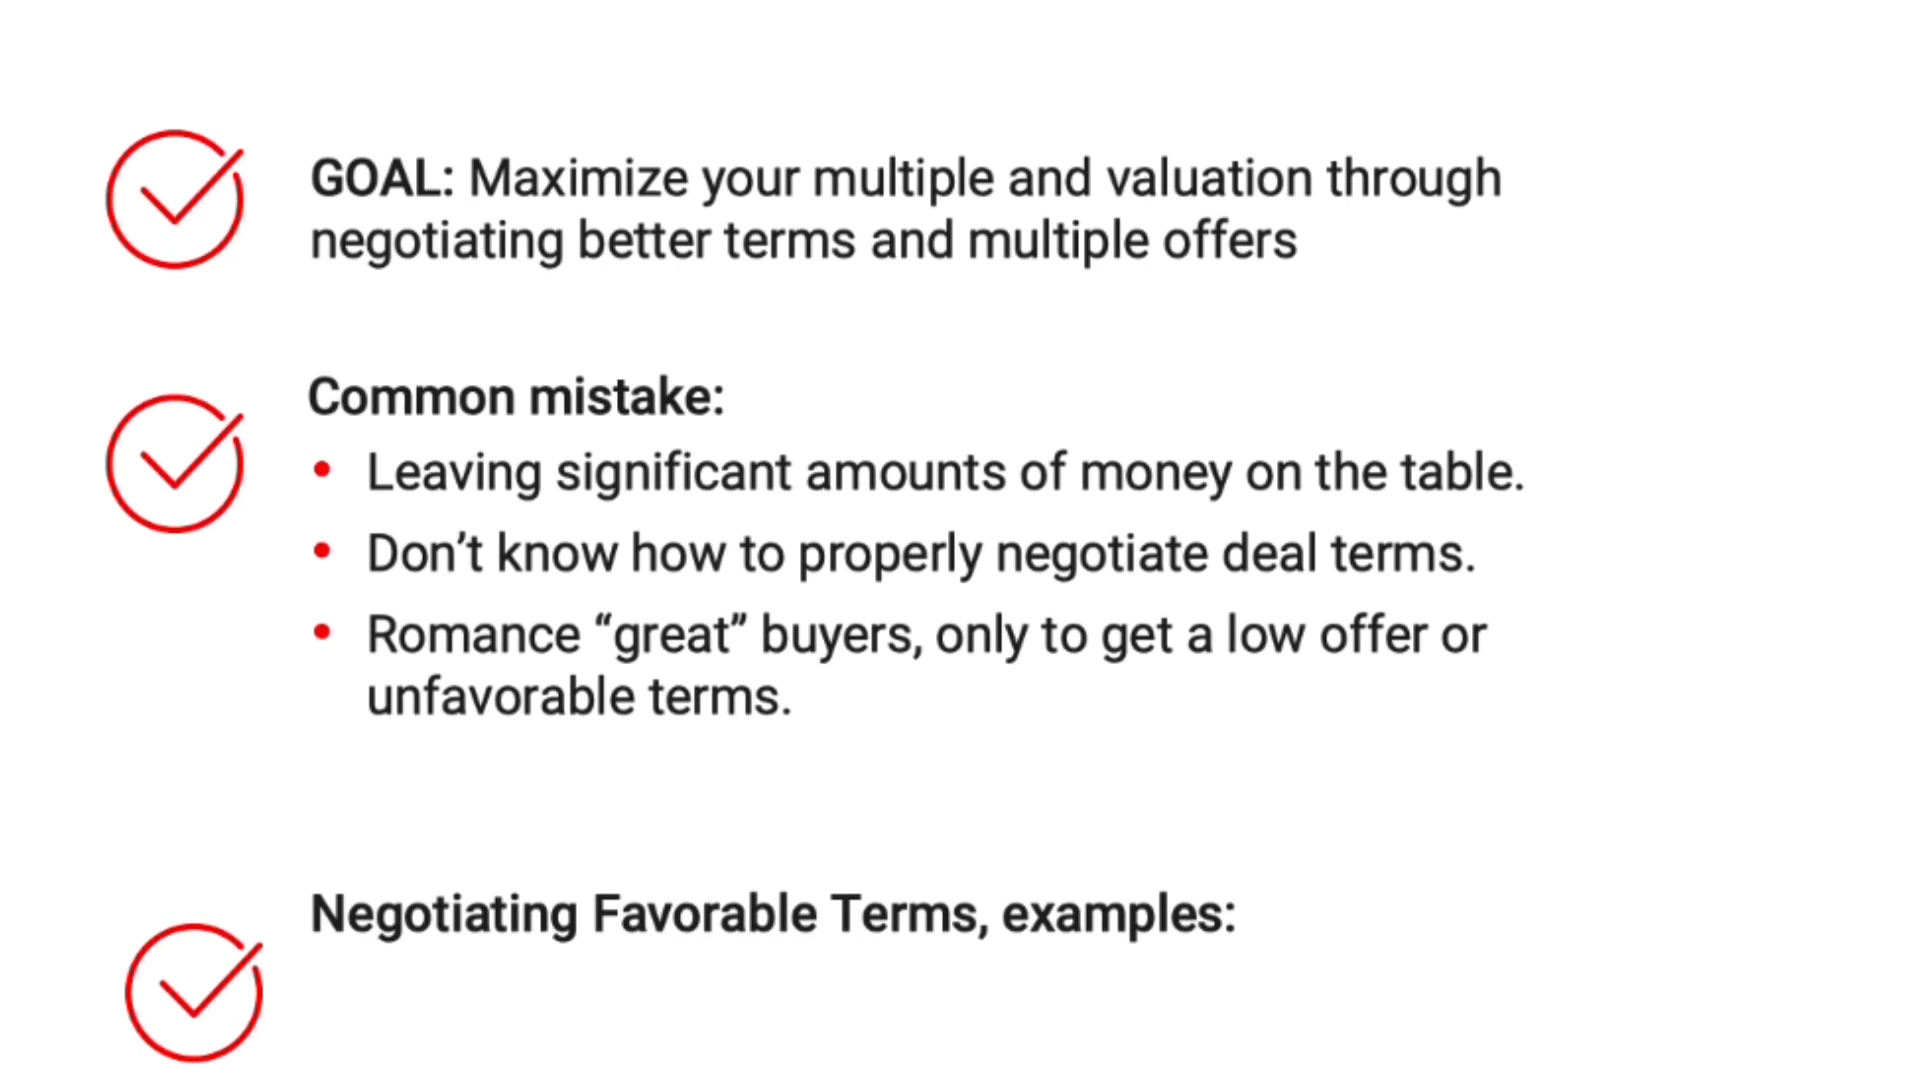 GOAL: Maximize your multiple and valuation through
negotiating better terms and multiple offers
Common mistake:
• Leaving significant amounts of money on the table.
• Don’t know how to properly negotiate deal terms.
• Romance “great” buyers, only to get a low offer or
unfavorable terms.
Negotiating Favorable Terms, examples: